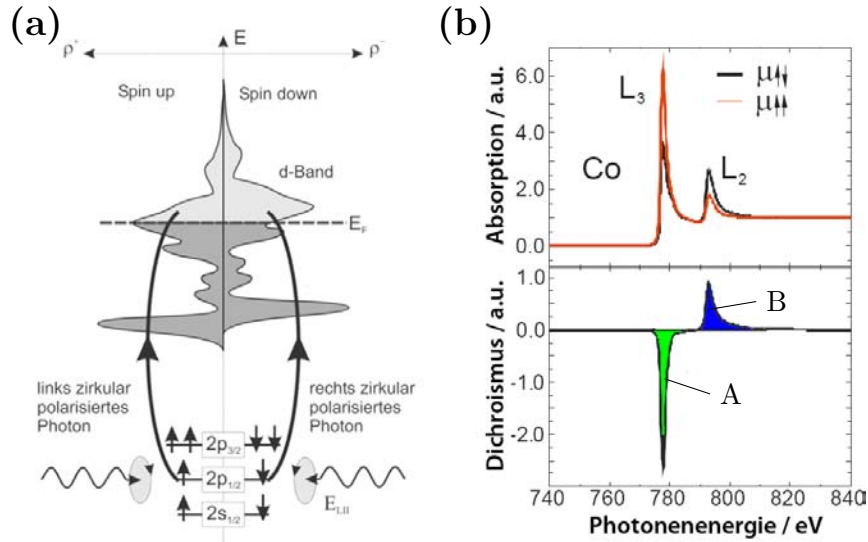 (a)
E
ρ⁺
ρ⁻
Spin up
Spin down
d-Band
E_F
links zirkular
polarisiertes
Photon
rechts zirkular
polarisiertes
Photon
2p₃/₂
2p₁/₂
2s₁/₂
E_LII
(b)
Absorption / a.u.
6.0
4.0
2.0
0.0
L₃
L₂
Co
μ↑↓
μ↑↑
Dichroismus / a.u.
1.0
0.0
-1.0
-2.0
B
A
740
760
780
800
820
840
Photonenenergie / eV